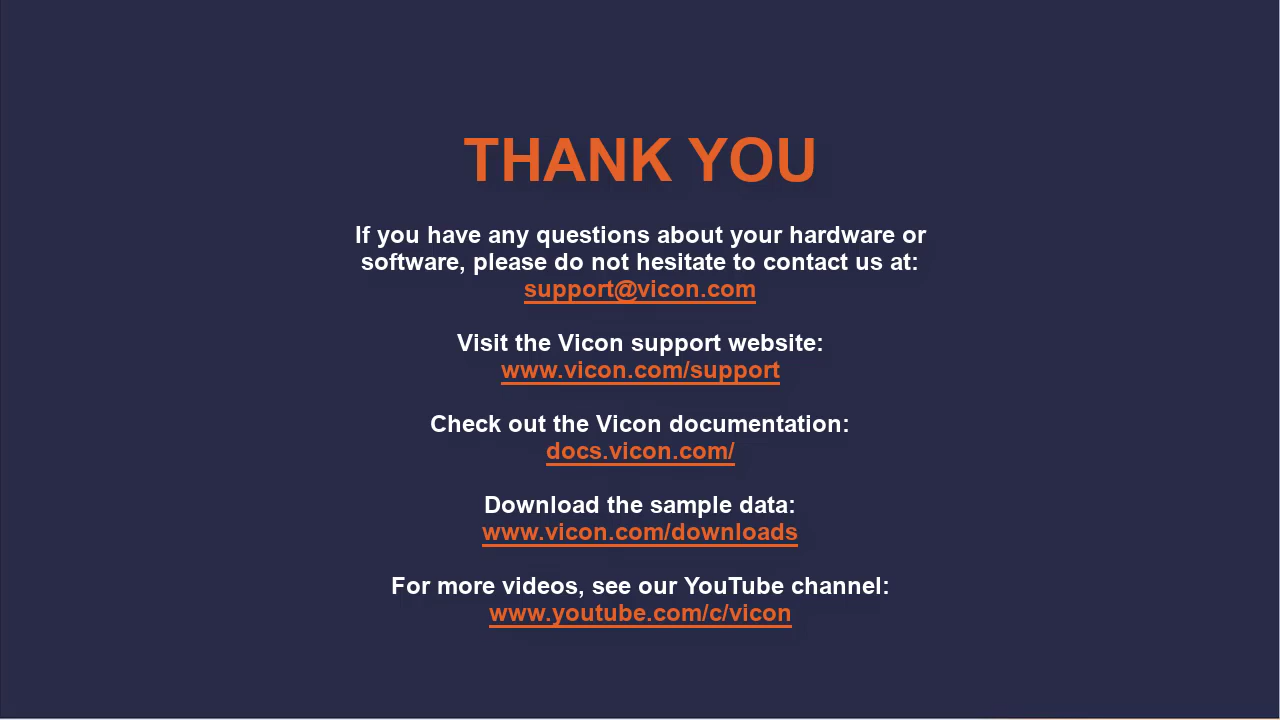 THANK YOU
If you have any questions about your hardware or
software, please do not hesitate to contact us at:
support@vicon.com
Visit the Vicon support website:
www.vicon.com/support
Check out the Vicon documentation:
docs.vicon.com/
Download the sample data:
www.vicon.com/downloads
For more videos, see our YouTube channel:
www.youtube.com/c/vicon